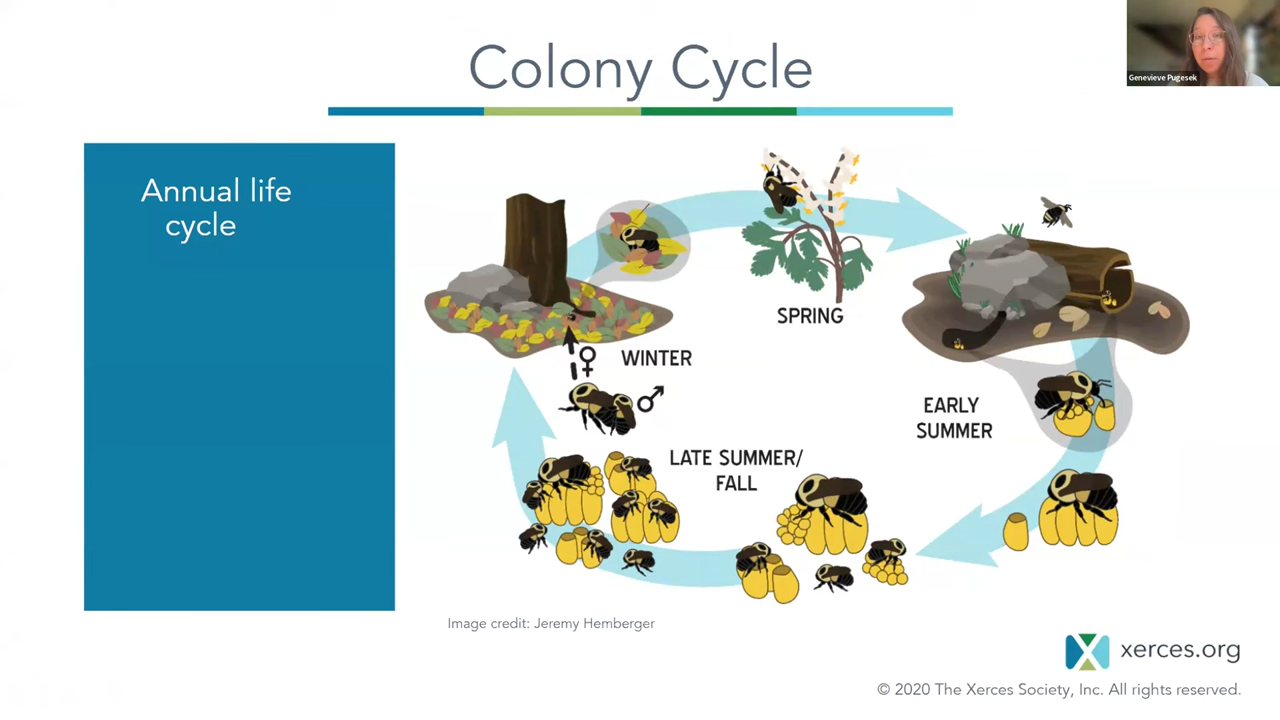 Colony Cycle
Genevieve Pugesek
Annual life
cycle
SPRING
WINTER
EARLY
SUMMER
LATE SUMMER/
FALL
Image credit: Jeremy Hemberger
xerces.org
© 2020 The Xerces Society, Inc. All rights reserved.